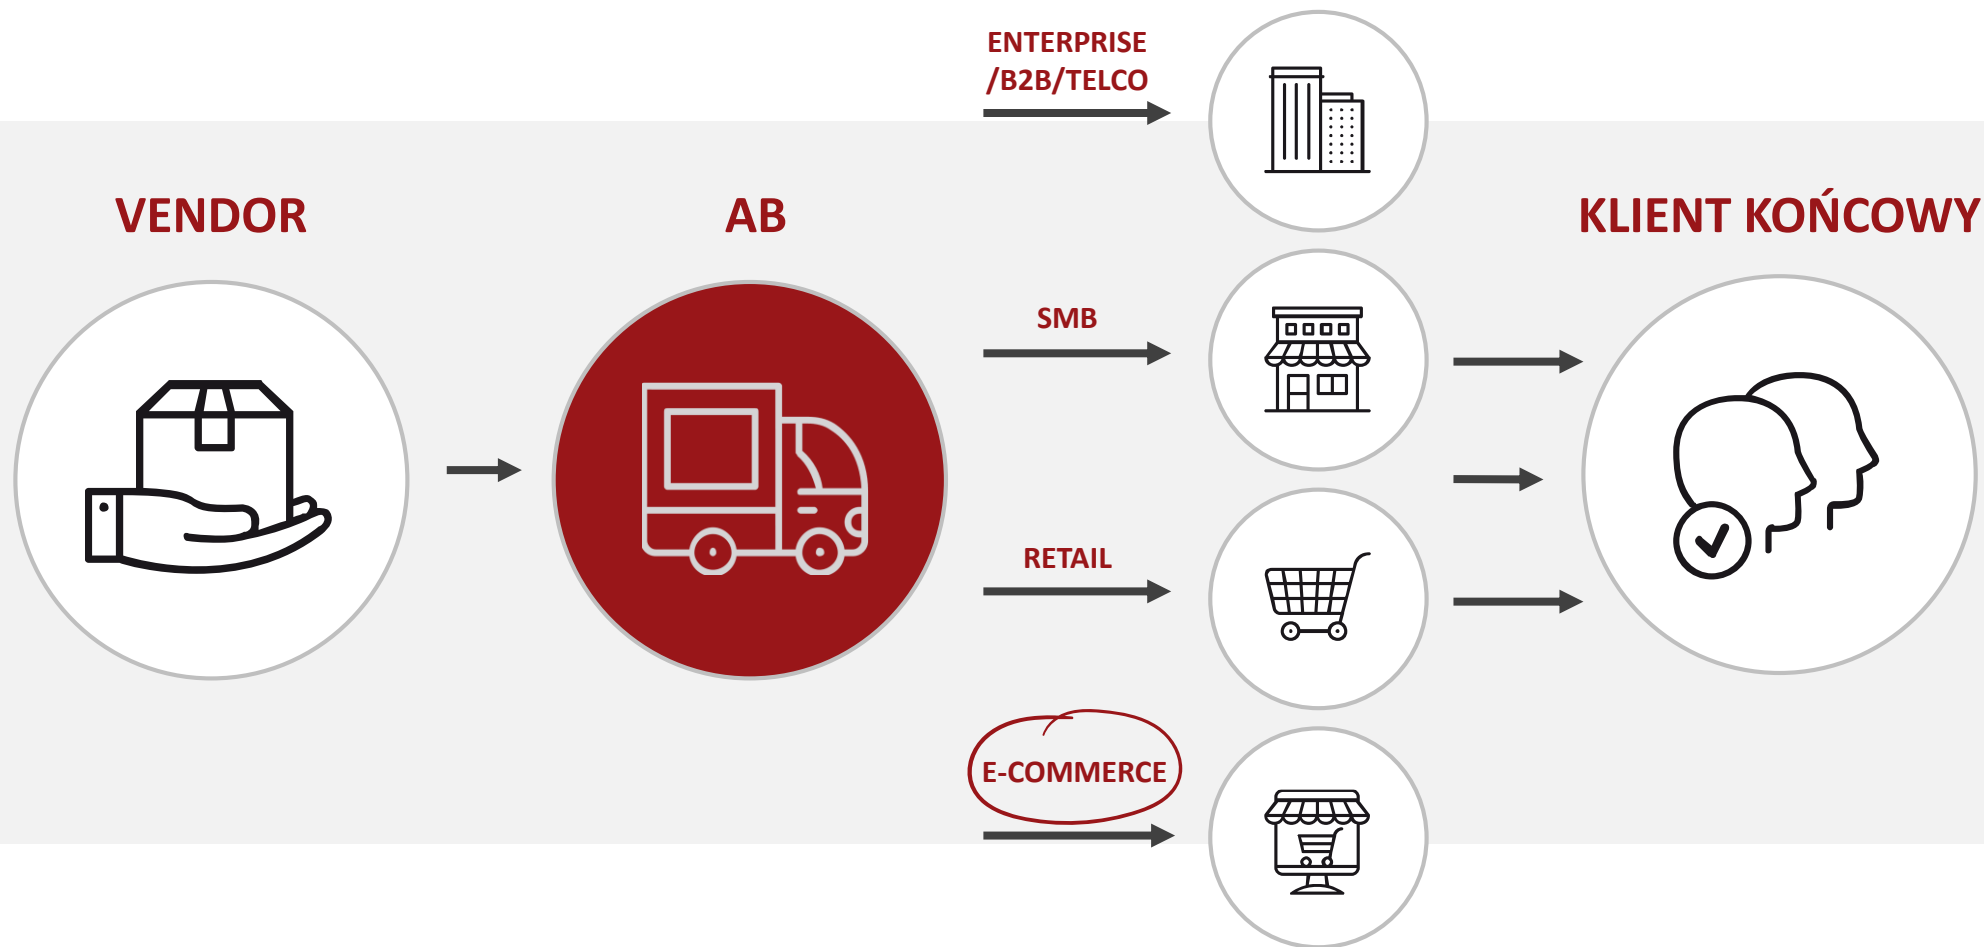 ENTERPRISE
/B2B/TELCO
VENDOR
AB
KLIENT KOŃCOWY
SMB
RETAIL
E-COMMERCE